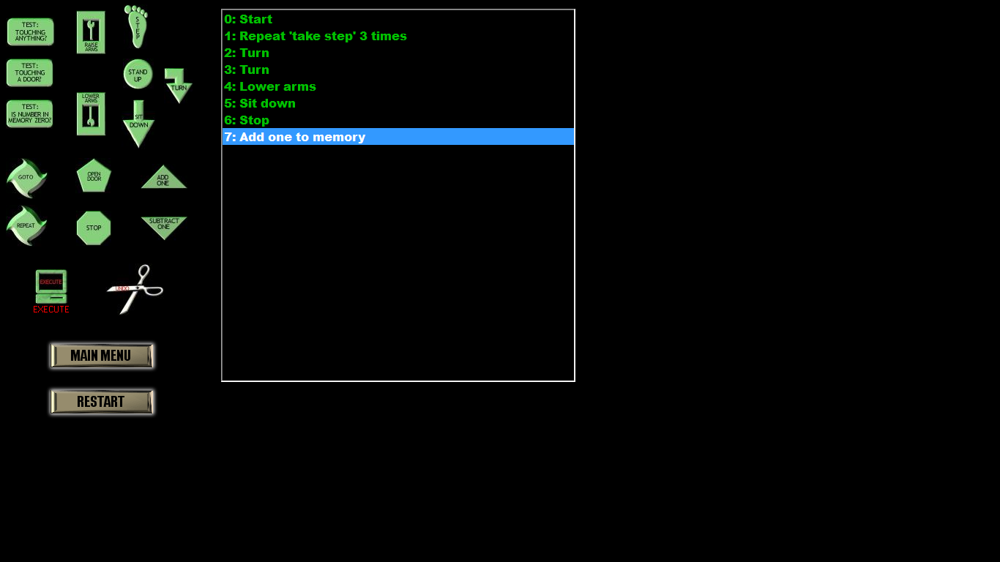 TEST:
TOUCHING
ANYTHING?
RAISE
ARMS
STEP
TEST:
TOUCHING
A DOOR?
STAND
UP
TURN
LOWER
ARMS
TEST:
IS NUMBER IN
MEMORY ZERO?
SIT
DOWN
GOTO
OPEN
DOOR
ADD
ONE
REPEAT
STOP
SUBTRACT
ONE
EXECUTE
EXECUTE
UNDO
MAIN MENU
RESTART
0: Start
1: Repeat 'take step' 3 times
2: Turn
3: Turn
4: Lower arms
5: Sit down
6: Stop
7: Add one to memory